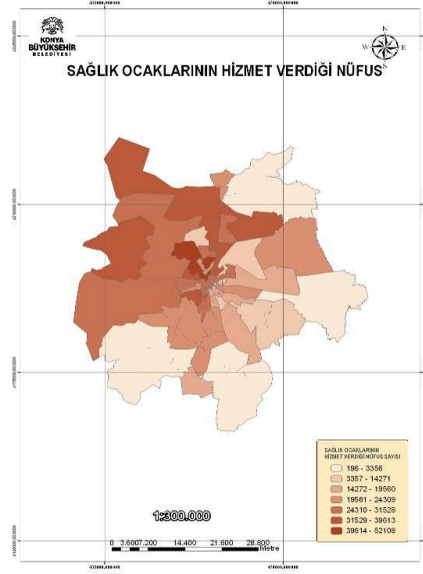 KONYA
BÜYÜKŞEHİR
BELEDİYESİ
N
W E
S
SAĞLIK OCAKLARININ HİZMET VERDİĞİ NÜFUS
SAĞLIK OCAKLARININ
HİZMET VERDİĞİ NÜFUS SAYISI
196 - 3356
3357 - 14271
14272 - 19560
19561 - 24309
24310 - 31528
31529 - 39613
39614 - 52108
1:300.000
0 3.600 7.200 14.400 21.600 28.800
Metre